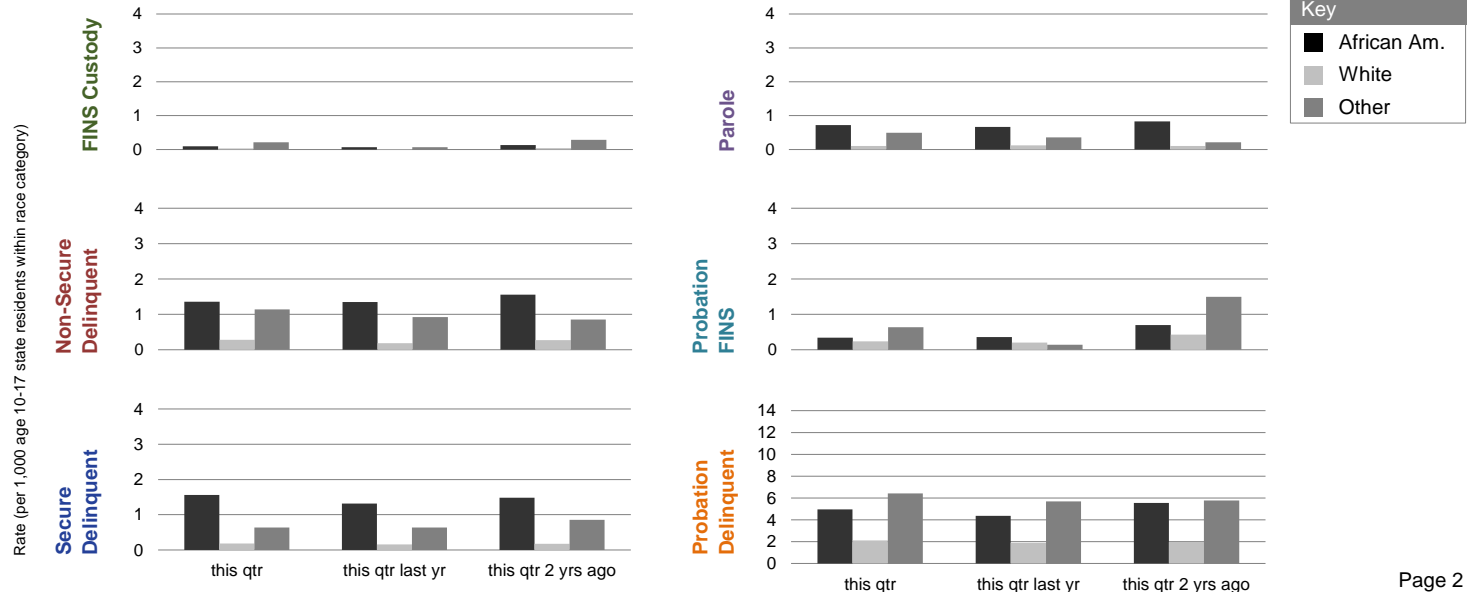 Rate (per 1,000 age 10-17 state residents within race category)
FINS Custody
4
3
2
1
0
Non-Secure
Delinquent
4
3
2
1
0
Secure
Delinquent
4
3
2
1
0
this qtr
this qtr last yr
this qtr 2 yrs ago
Parole
4
3
2
1
0
Probation
FINS
4
3
2
1
0
Probation
Delinquent
14
12
10
8
6
4
2
0
this qtr
this qtr last yr
this qtr 2 yrs ago
Key
African Am.
White
Other
Page 2